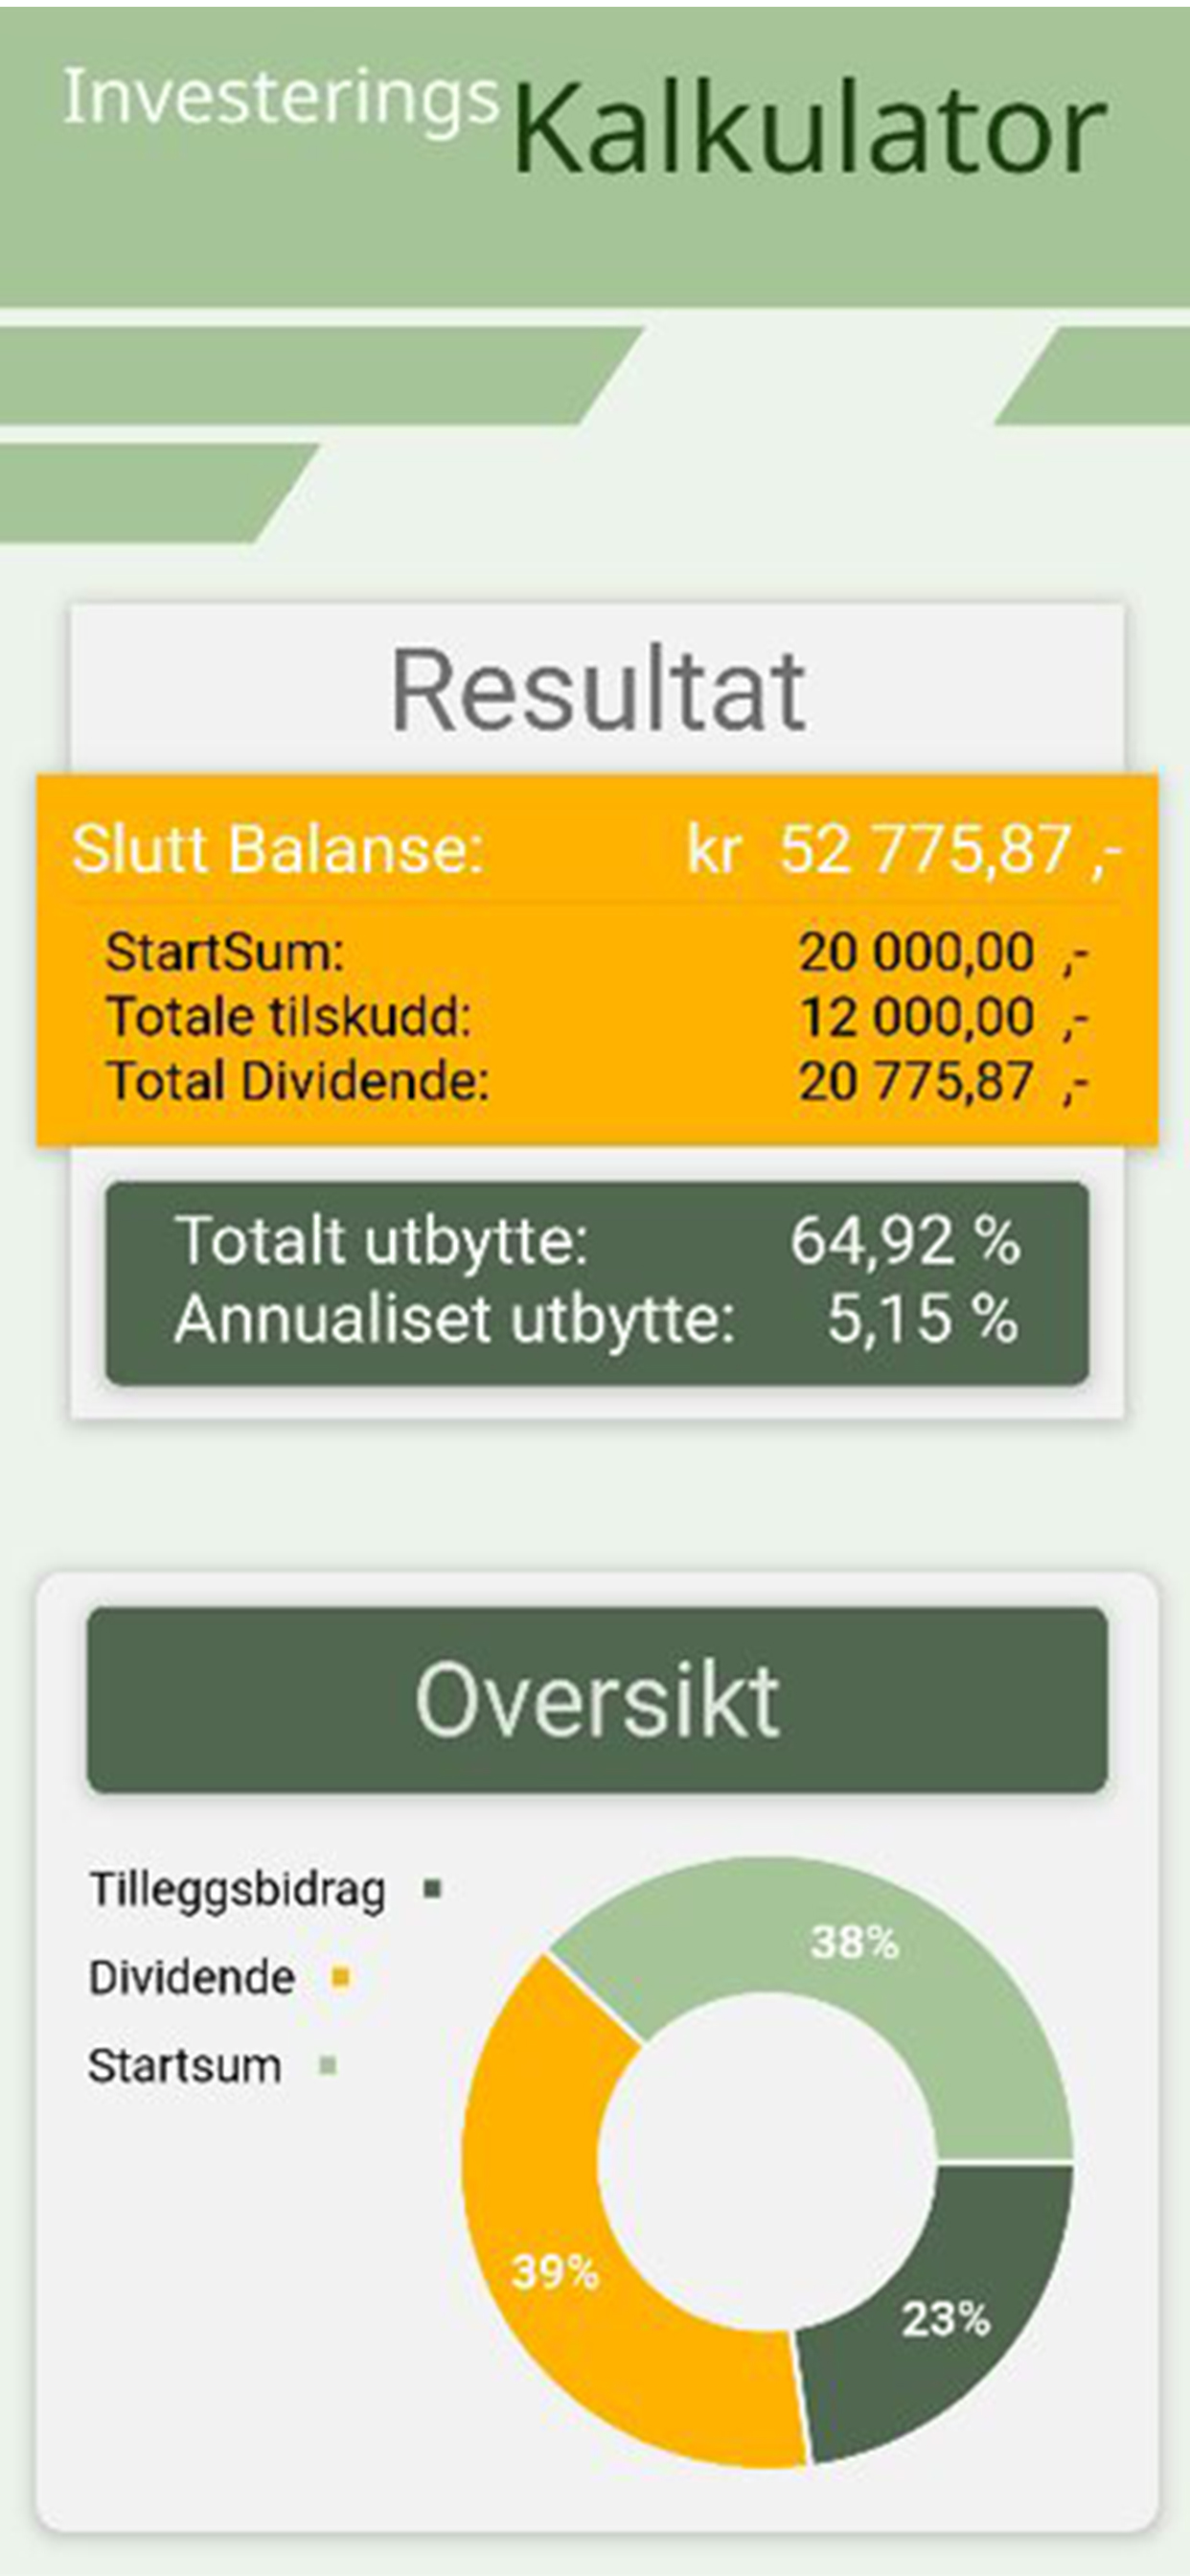 Investerings Kalkulator
Resultat
Slutt Balanse: kr 52 775,87 ,-
StartSum: 20 000,00 ,-
Totale tilskudd: 12 000,00 ,-
Total Dividende: 20 775,87 ,-
Totalt utbytte: 64,92 %
Annualiset utbytte: 5,15 %
Oversikt
Tilleggsbidrag
Dividende
Startsum
38%
39%
23%